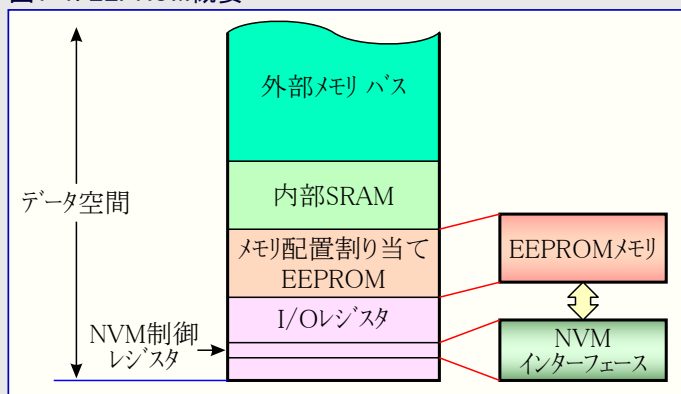 外部メモリ バス
内部SRAM
データ空間
メモリ配置割り当て
EEPROM
EEPROMメモリ
I/Oレジスタ
NVM制御
レジスタ
NVM
インターフェース